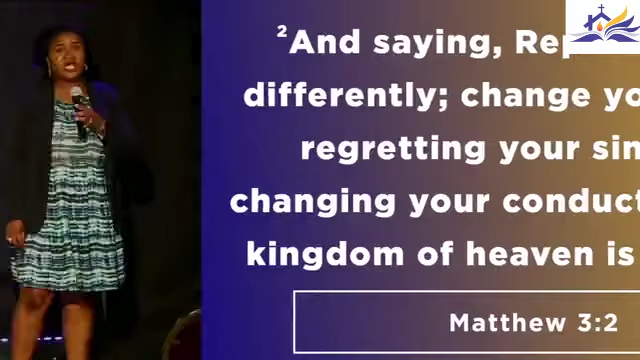 ²And saying, Rep
differently; change yo
regretting your sin
changing your conduct
kingdom of heaven is
Matthew 3:2